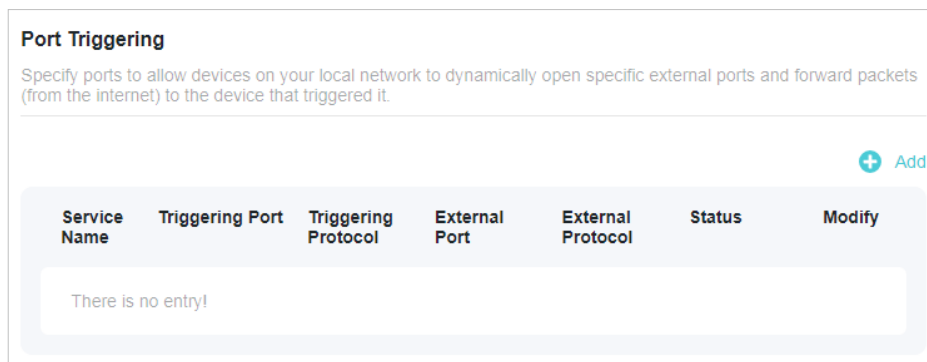 Port Triggering
Specify ports to allow devices on your local network to dynamically open specific external ports and forward packets
(from the internet) to the device that triggered it.
Add
Service Name Triggering Port Triggering Protocol External Port External Protocol Status Modify
There is no entry!